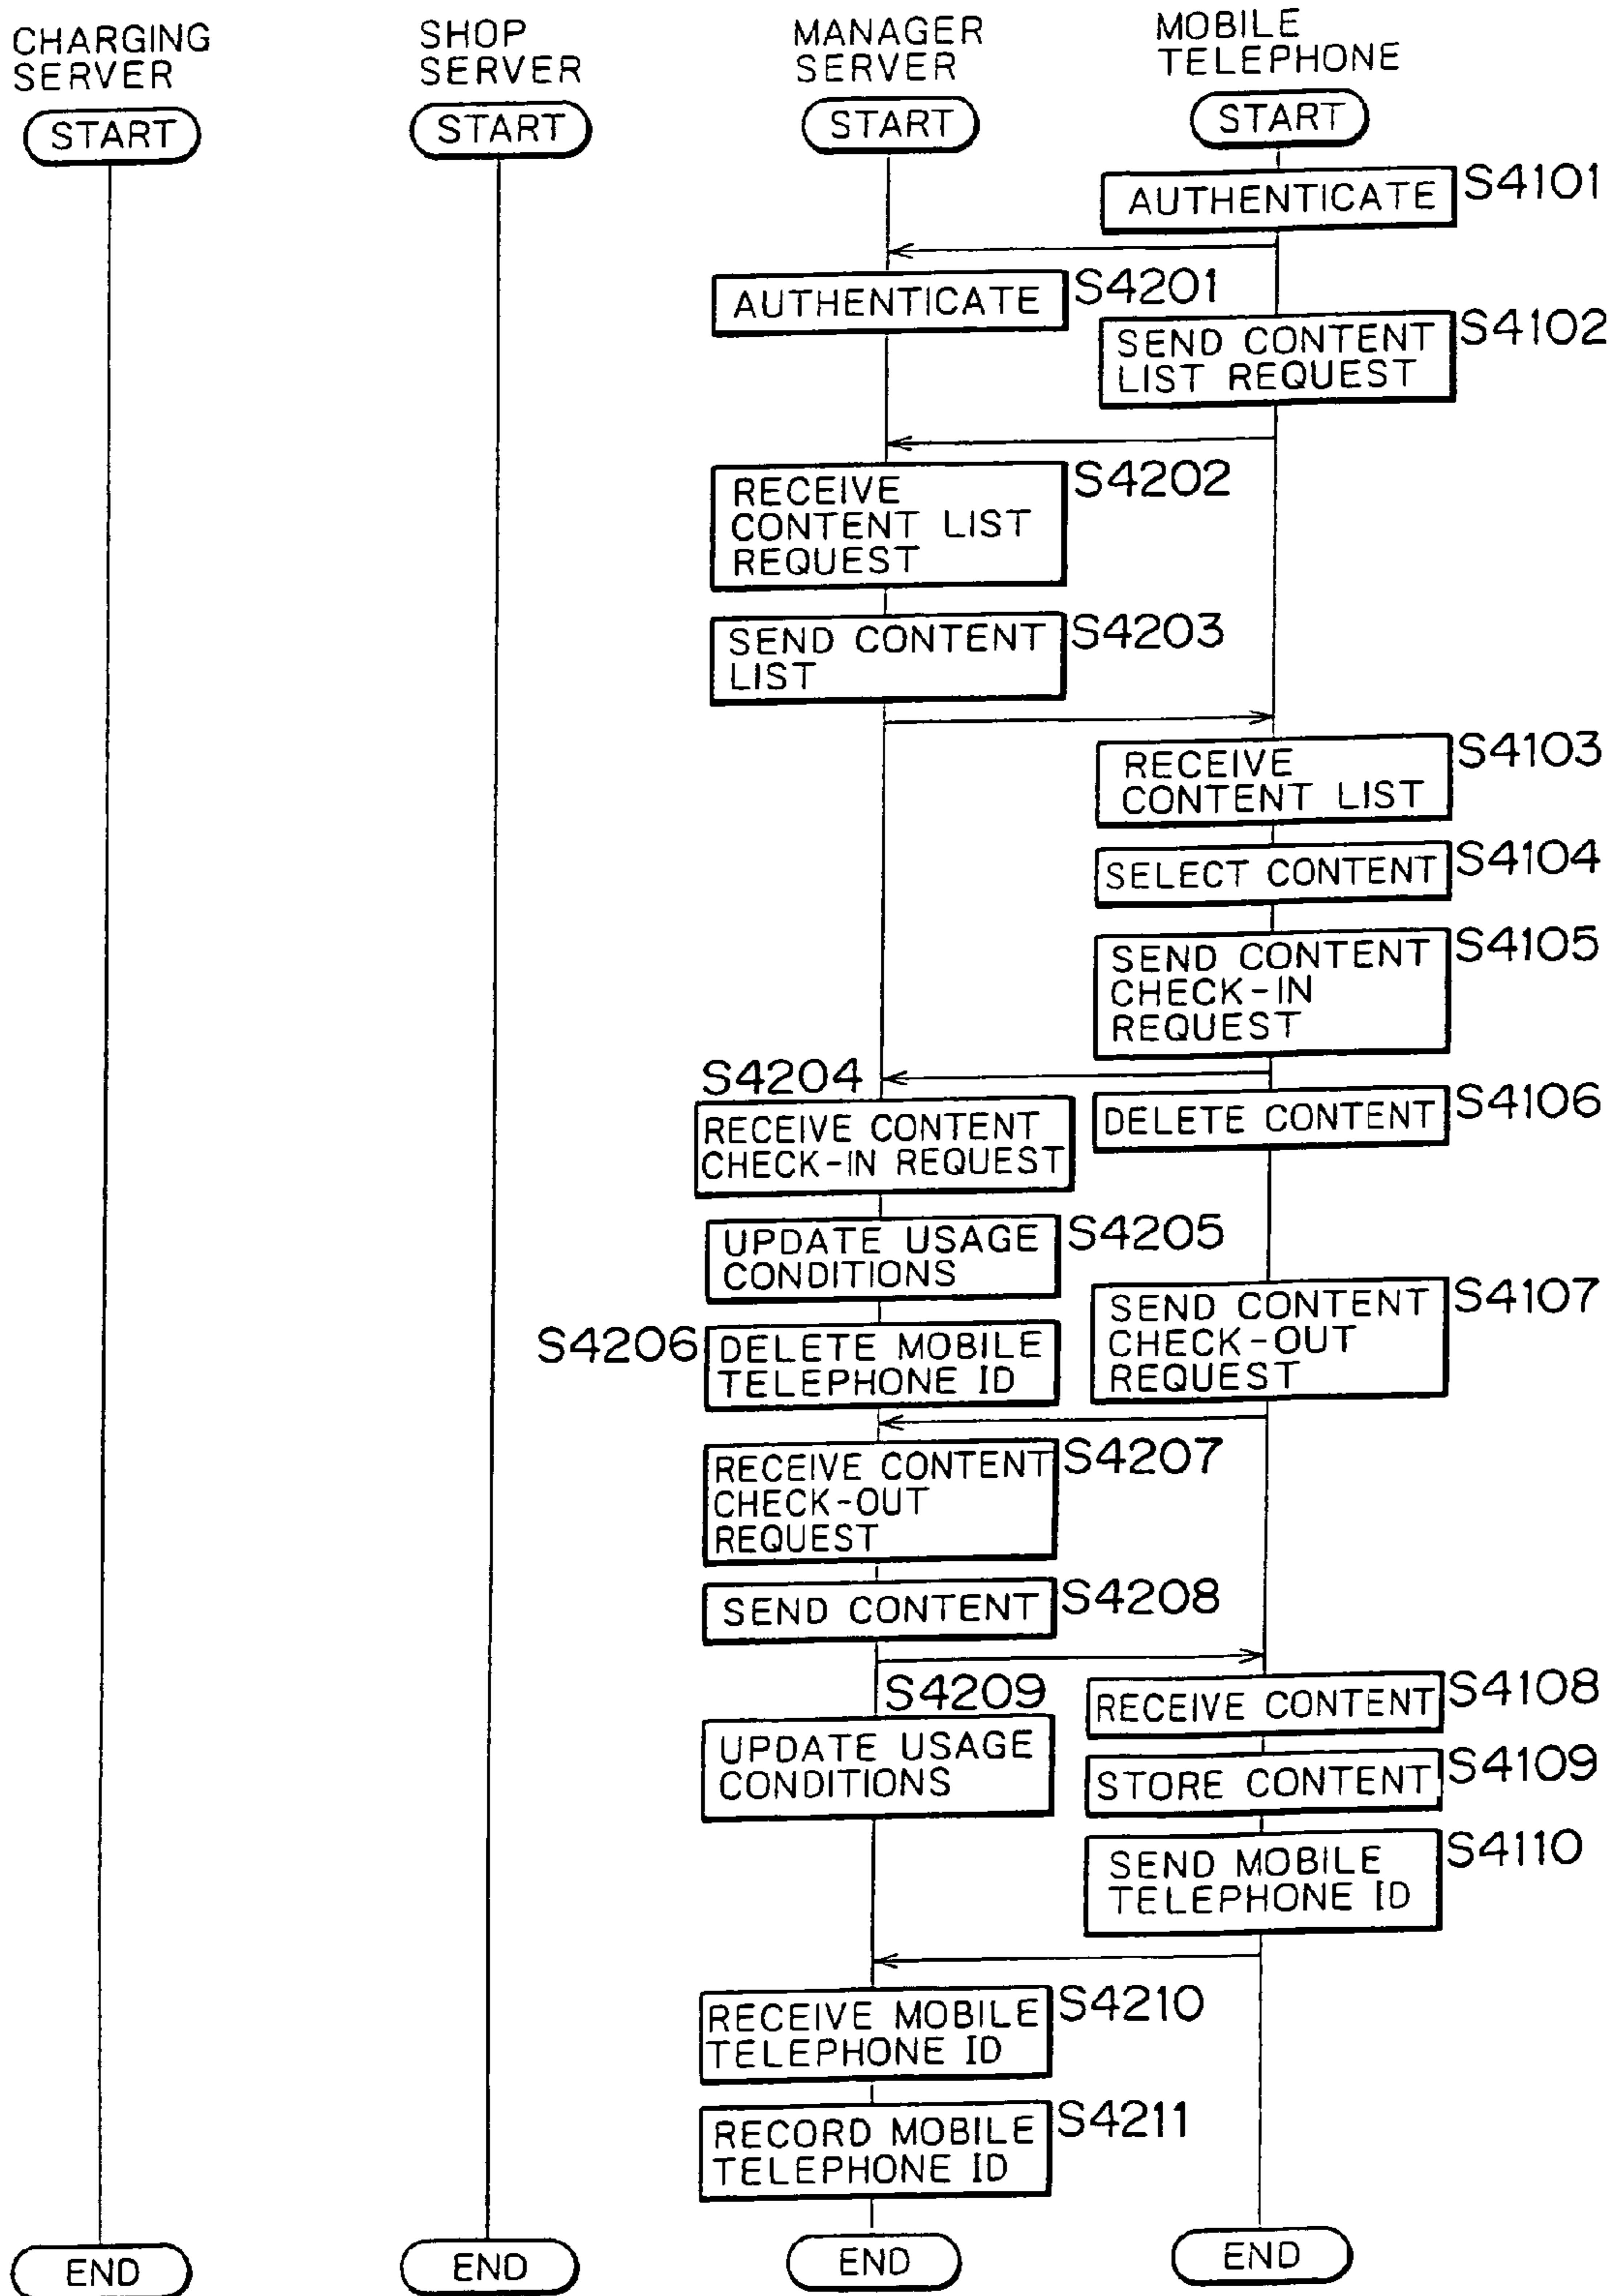 CHARGING
SERVER
SHOP
SERVER
MANAGER
SERVER
MOBILE
TELEPHONE
START
START
START
START
AUTHENTICATE
S4101
AUTHENTICATE
S4201
SEND CONTENT
LIST REQUEST
S4102
RECEIVE
CONTENT LIST
REQUEST
S4202
SEND CONTENT
LIST
S4203
RECEIVE
CONTENT LIST
S4103
SELECT CONTENT
S4104
SEND CONTENT
CHECK-IN
REQUEST
S4105
S4204
RECEIVE CONTENT
CHECK-IN REQUEST
DELETE CONTENT
S4106
UPDATE USAGE
CONDITIONS
S4205
S4206
DELETE MOBILE
TELEPHONE ID
SEND CONTENT
CHECK-OUT
REQUEST
S4107
RECEIVE CONTENT
CHECK-OUT
REQUEST
S4207
SEND CONTENT
S4208
S4209
UPDATE USAGE
CONDITIONS
RECEIVE CONTENT
S4108
STORE CONTENT
S4109
SEND MOBILE
TELEPHONE ID
S4110
RECEIVE MOBILE
TELEPHONE ID
S4210
RECORD MOBILE
TELEPHONE ID
S4211
END
END
END
END